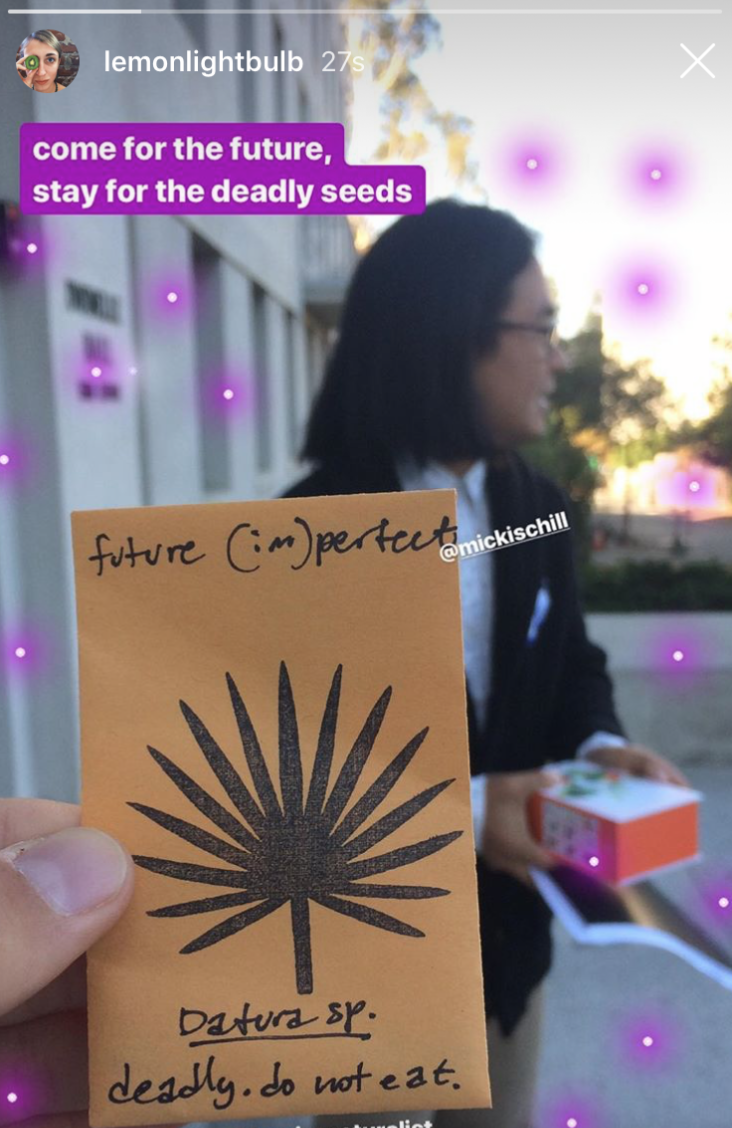 lemonlightbulb 27s
come for the future,
stay for the deadly seeds
future (im)perfect
@mickischill
Datura sp.
deadly. do not eat.